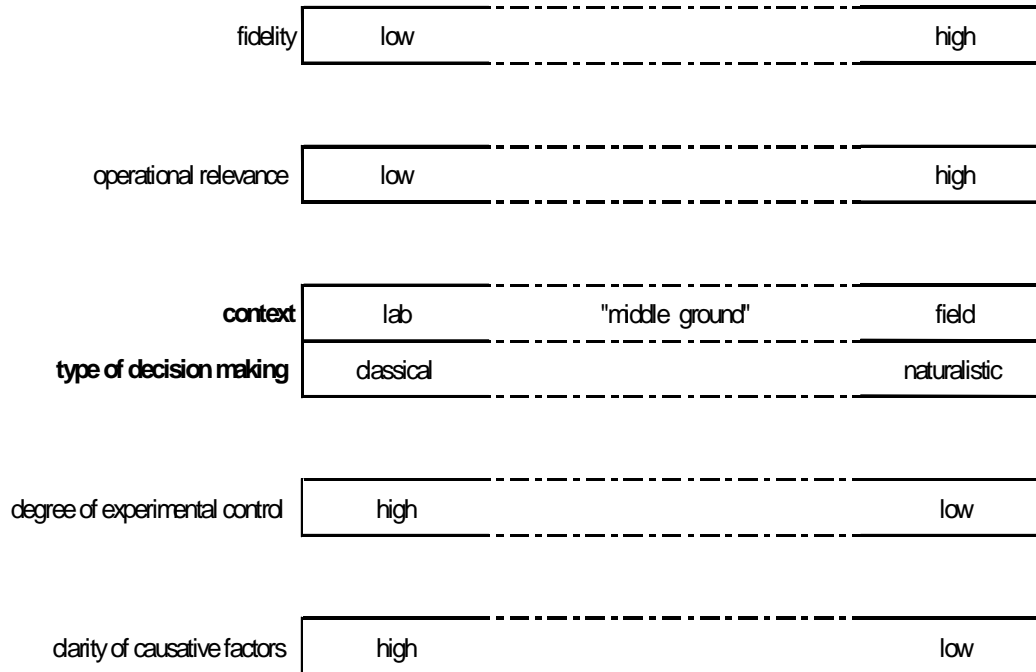 fidelity low high
operational relevance low high
context lab "middle ground" field
type of decision making classical naturalistic
degree of experimental control high low
clarity of causative factors high low